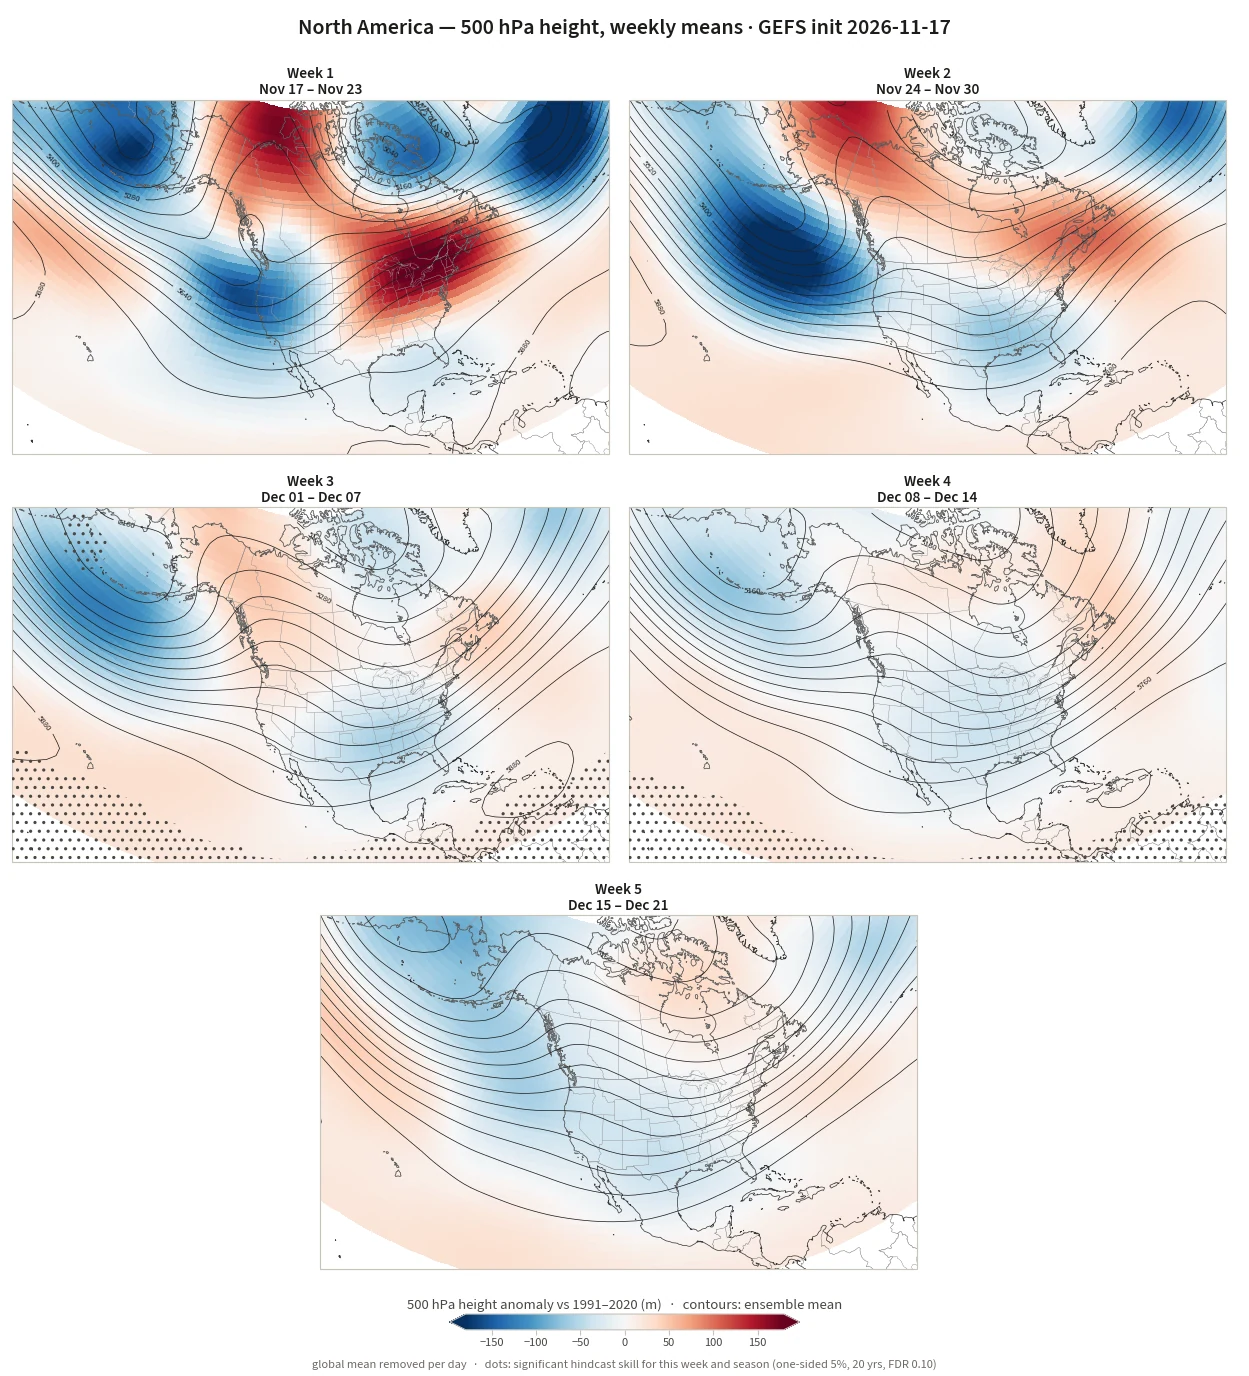 North America — 500 hPa height, weekly means · GEFS init 2026-11-17
Week 1
Nov 17 – Nov 23
Week 2
Nov 24 – Nov 30
Week 3
Dec 01 – Dec 07
Week 4
Dec 08 – Dec 14
Week 5
Dec 15 – Dec 21
500 hPa height anomaly vs 1991–2020 (m) · contours: ensemble mean
−150 −100 −50 0 50 100 150
global mean removed per day · dots: significant hindcast skill for this week and season (one-sided 5%, 20 yrs, FDR 0.10)